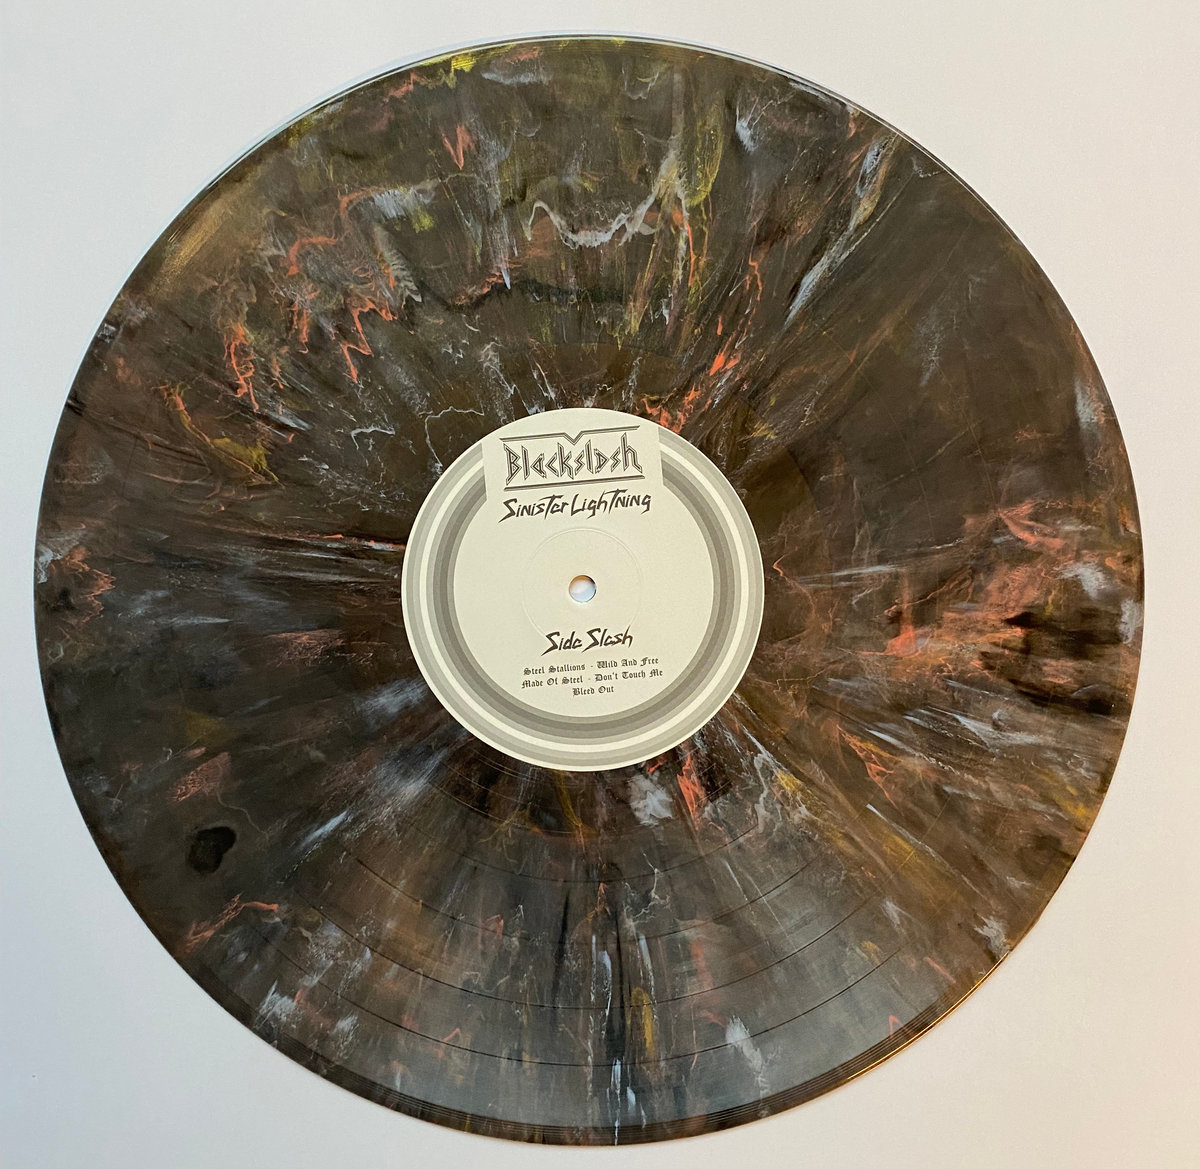 Blackslash
Sinister Lightning
Side Slash
Steel Stallions - Wild And Free
Made Of Steel - Don't Touch Me
Bleed Out